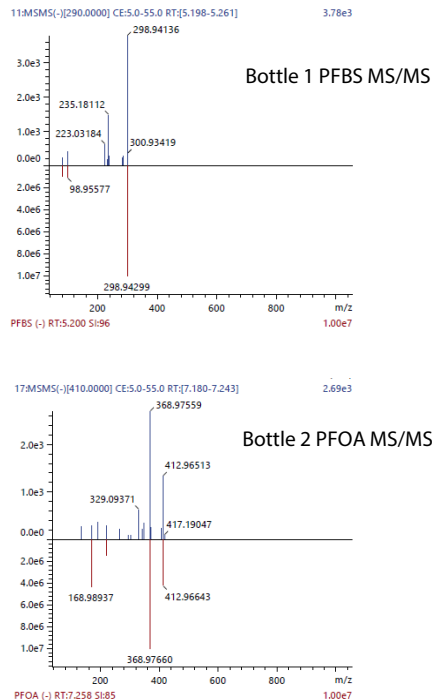 11:MSMS(-)[290.0000] CE:5.0-55.0 RT:[5.198-5.261] 3.78e3
298.94136
3.0e3
Bottle 1 PFBS MS/MS
2.0e3
235.18112
1.0e3
223.03184
300.93419
0.0e0
98.95577
2.0e6
4.0e6
6.0e6
8.0e6
1.0e7
298.94299
200 400 600 800 m/z
PFBS (-) RT:5.200 SI:96 1.00e7
17:MSMS(-)[410.0000] CE:5.0-55.0 RT:[7.180-7.243] 2.69e3
368.97559
Bottle 2 PFOA MS/MS
2.0e3
412.96513
1.0e3
329.09371
417.19047
0.0e0
2.0e6
4.0e6
168.98937
412.96643
6.0e6
8.0e6
1.0e7
368.97660
200 400 600 800 m/z
PFOA (-) RT:7.258 SI:85 1.00e7